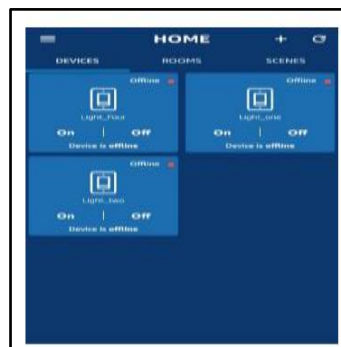 HOME
DEVICES ROOMS SCENES
Offline Offline
Light_four Light_one
On | Off On | Off
Device is offline Device is offline
Offline
Light_two
On | Off
Device is offline